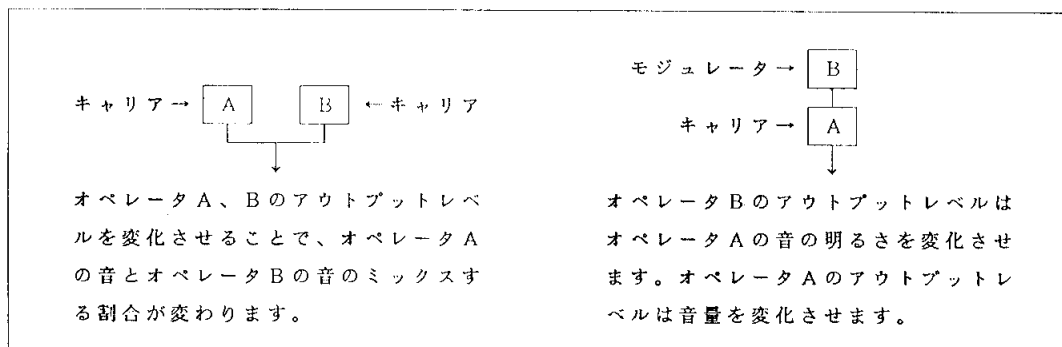 キャリア→ A B ←キャリア
オペレータA、Bのアウトプットレベ
ルを変化させることで、オペレータA
の音とオペレータBの音のミックスす
る割合が変わります。
モジュレータ→ B
キャリア→ A
オペレータBのアウトプットレベルは
オペレータAの音の明るさを変化させ
ます。オペレータAのアウトプットレ
ベルは音量を変化させます。